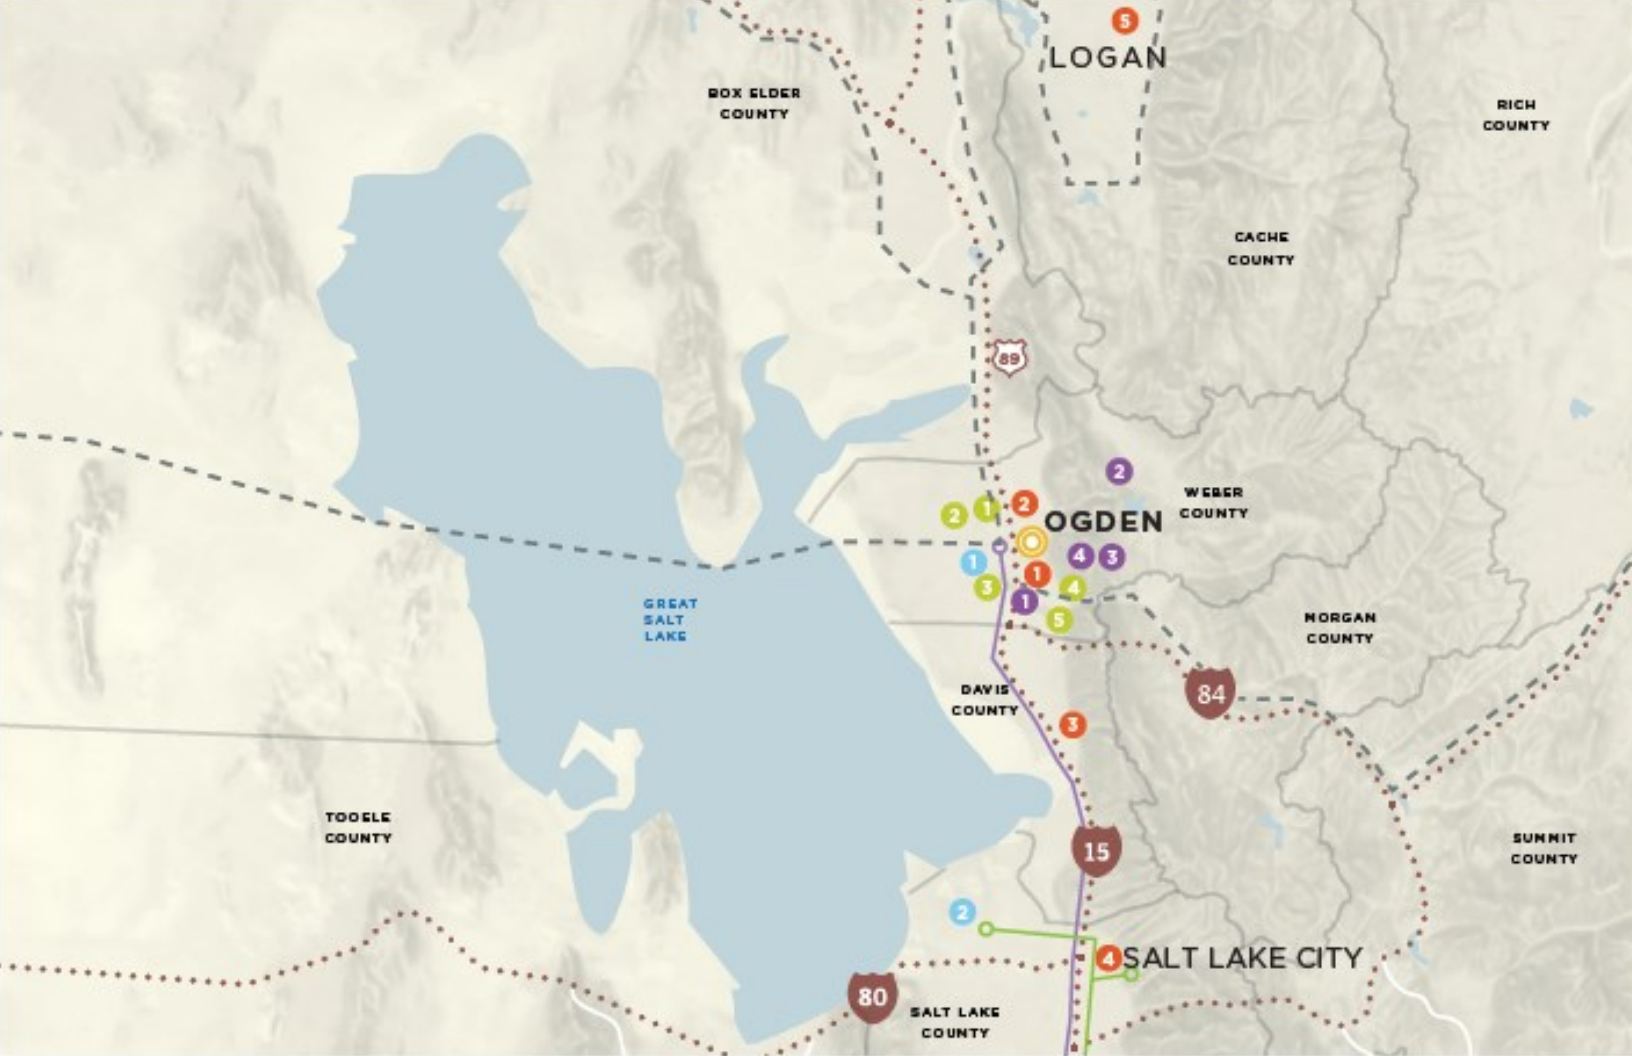 5
LOGAN
BOX ELDER
COUNTY
RICH
COUNTY
CACHE
COUNTY
89
2
WEBER
COUNTY
2
1
2
OGDEN
1
4
3
1
3
4
1
5
GREAT
SALT
LAKE
MORGAN
COUNTY
84
DAVIS
COUNTY
3
TOOELE
COUNTY
SUMMIT
COUNTY
15
2
4
SALT LAKE CITY
80
SALT LAKE
COUNTY